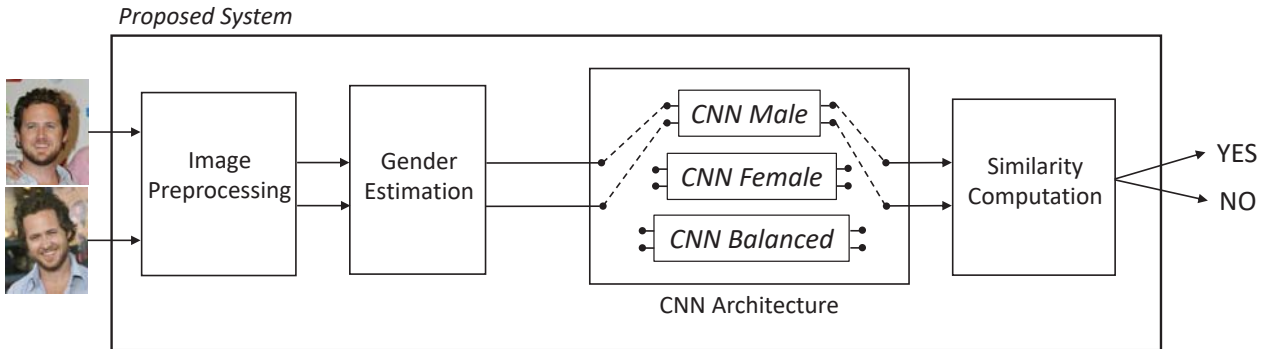 Proposed System
Image
Preprocessing
Gender
Estimation
CNN Male
CNN Female
CNN Balanced
CNN Architecture
Similarity
Computation
YES
NO